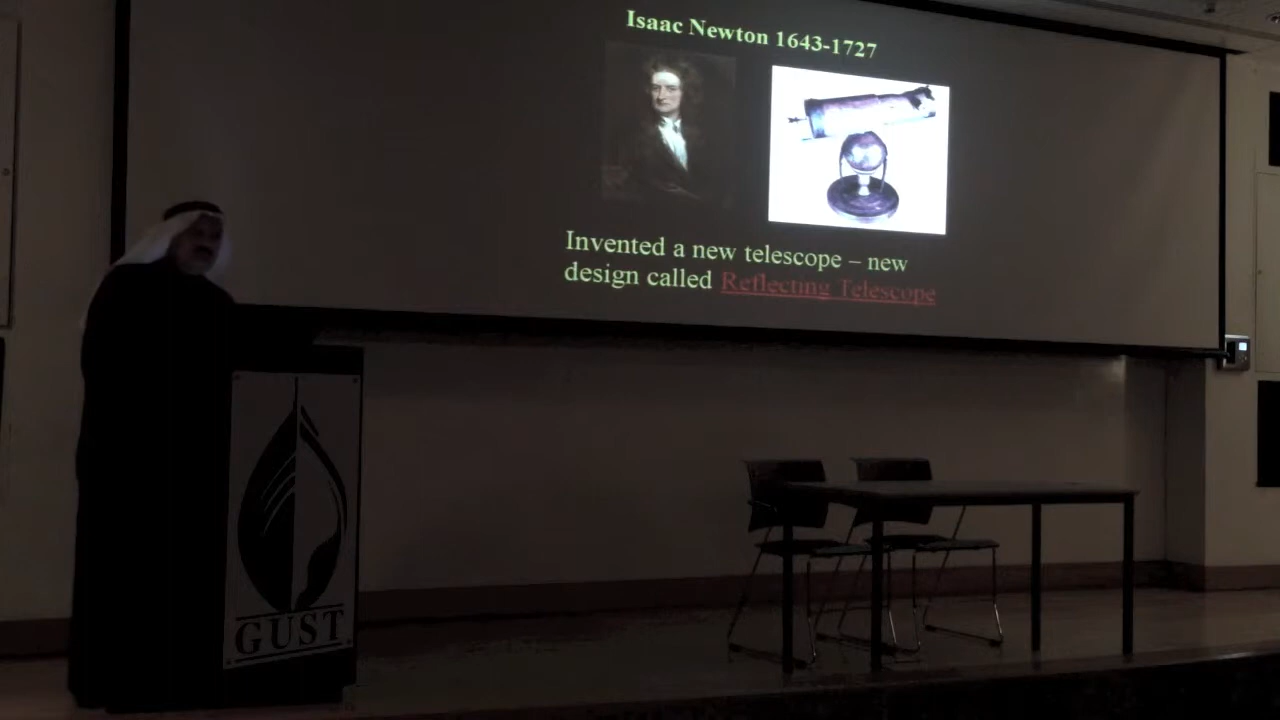 Isaac Newton 1643-1727
Invented a new telescope – new
design called Reflecting Telescope
GUST